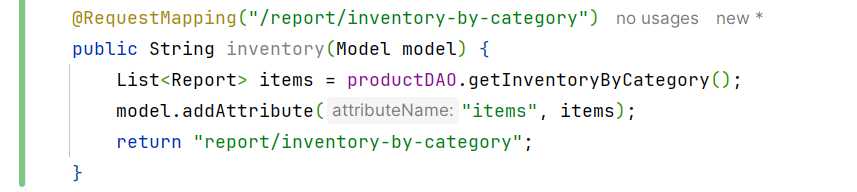 @RequestMapping("/report/inventory-by-category") no usages new *
public String inventory(Model model) {
List<Report> items = productDAO.getInventoryByCategory();
model.addAttribute( attributeName: "items", items);
return "report/inventory-by-category";
}